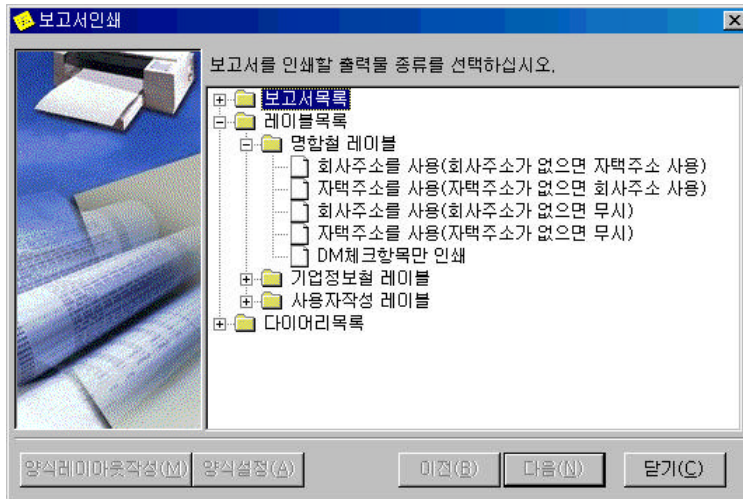 보고서인쇄
보고서를 인쇄할 출력물 종류를 선택하십시오.
보고서목록
레이블목록
명함철 레이블
회사주소를 사용(회사주소가 없으면 자택주소 사용)
자택주소를 사용(자택주소가 없으면 회사주소 사용)
회사주소를 사용(회사주소가 없으면 무시)
자택주소를 사용(자택주소가 없으면 무시)
DM체크항목만 인쇄
기업정보철 레이블
사용자작성 레이블
다이어리목록
양식레이아웃작성(M) 양식설정(A) 이전(B) 다음(N) 닫기(C)